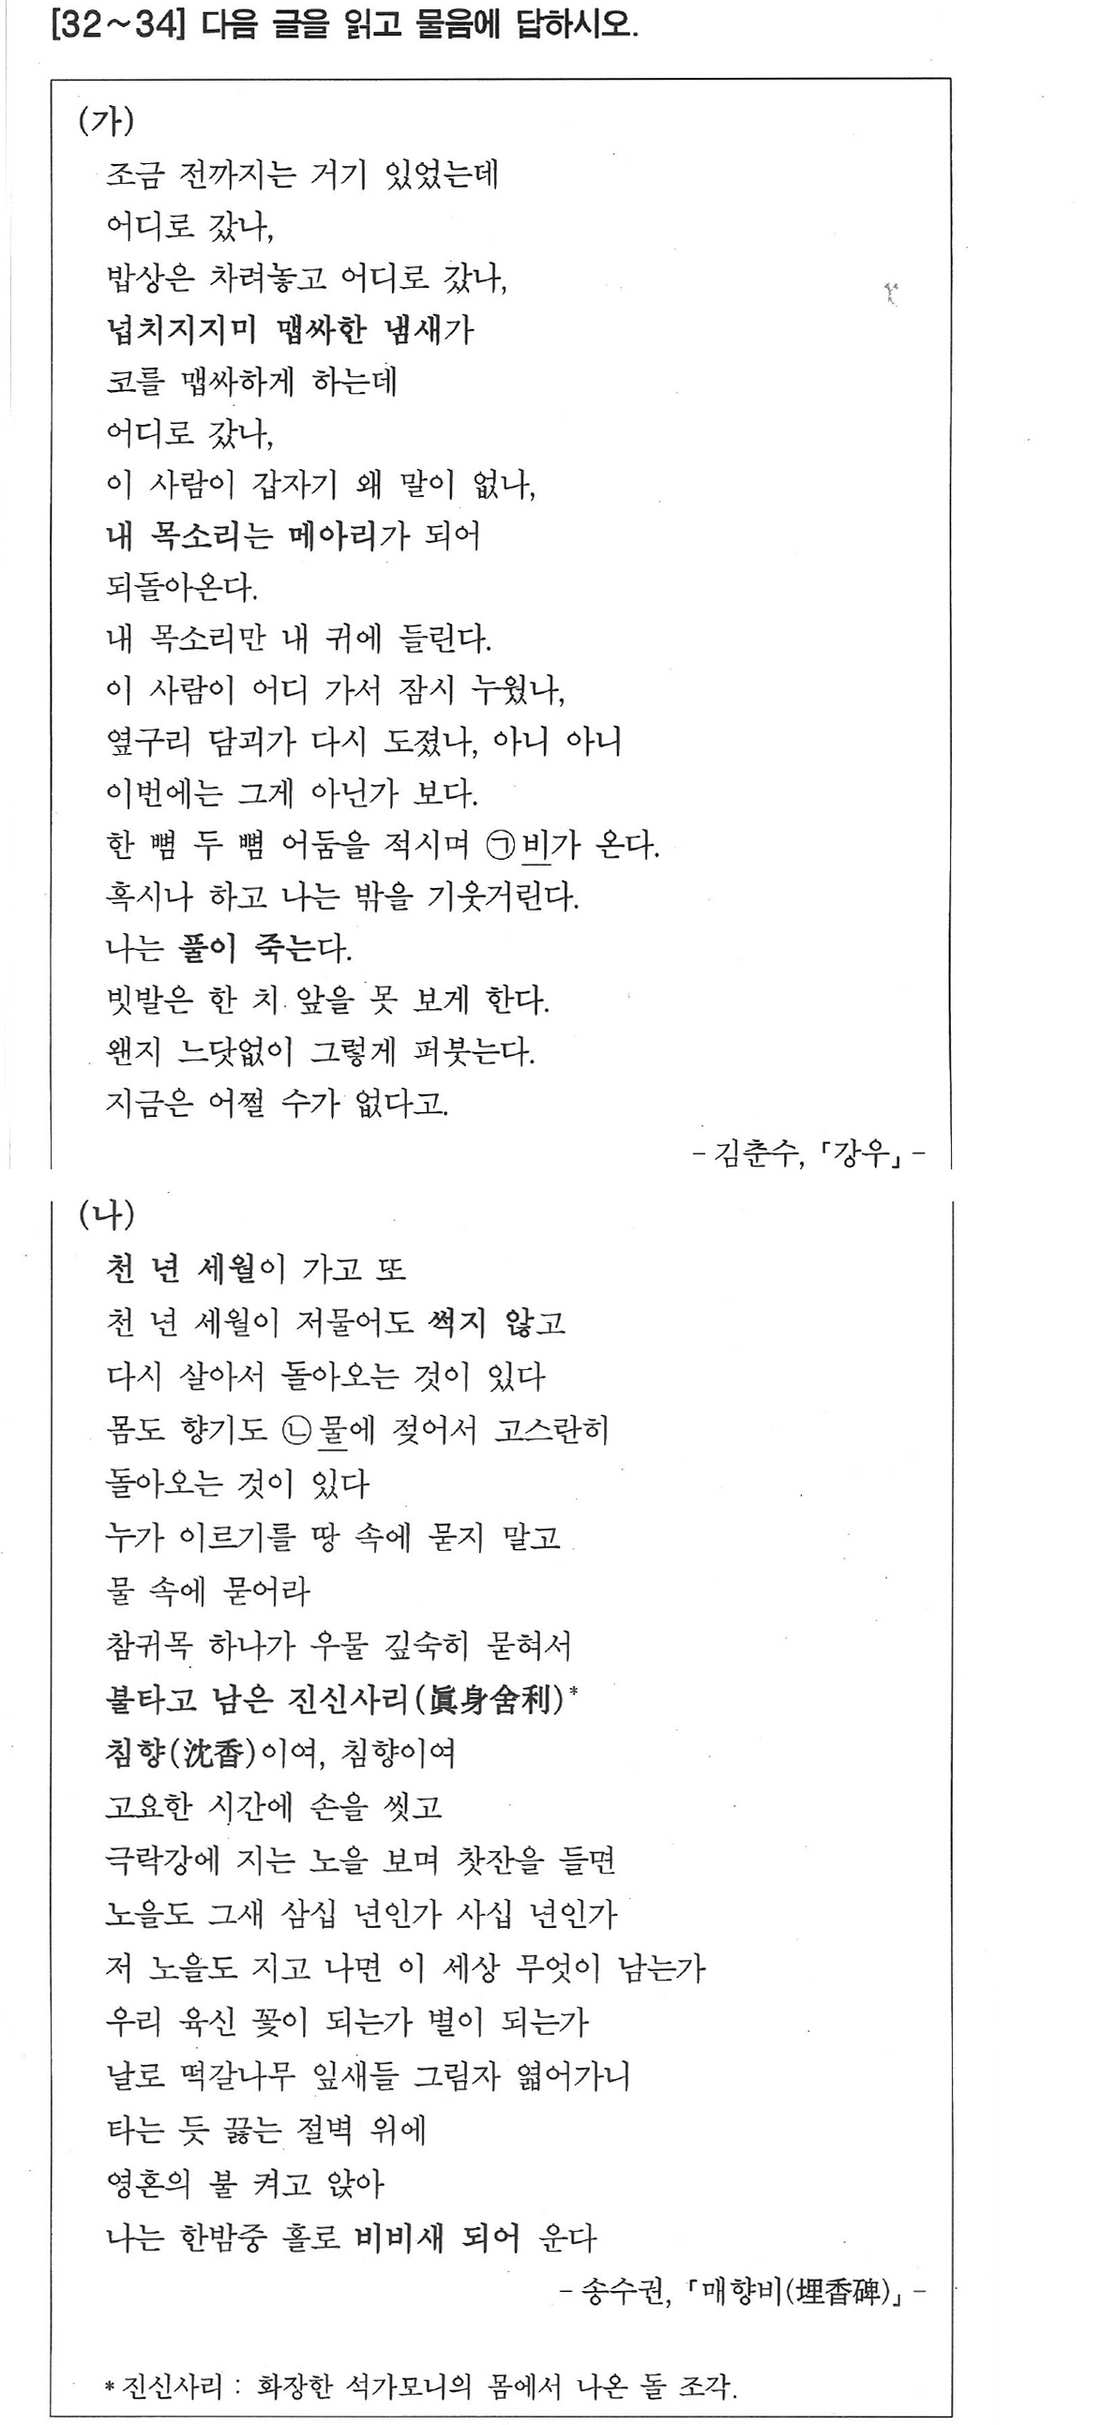 [32～34] 다음 글을 읽고 물음에 답하시오.
(가)
조금 전까지는 거기 있었는데
어디로 갔나,
밥상은 차려놓고 어디로 갔나,
넙치지지미 맵싸한 냄새가
코를 맵싸하게 하는데
어디로 갔나,
이 사람이 갑자기 왜 말이 없나,
내 목소리는 메아리가 되어
되돌아온다.
내 목소리만 내 귀에 들린다.
이 사람이 어디 가서 잠시 누웠나,
옆구리 담괴가 다시 도졌나, 아니 아니
이번에는 그게 아닌가 보다.
한 뼘 두 뼘 어둠을 적시며 ㉠비가 온다.
혹시나 하고 나는 밖을 기웃거린다.
나는 풀이 죽는다.
빗발은 한 치 앞을 못 보게 한다.
왠지 느닷없이 그렇게 퍼붓는다.
지금은 어쩔 수가 없다고.
- 김춘수, 「강우」 -
(나)
천 년 세월이 가고 또
천 년 세월이 저물어도 썩지 않고
다시 살아서 돌아오는 것이 있다
몸도 향기도 ㉡물에 젖어서 고스란히
돌아오는 것이 있다
누가 이르기를 땅 속에 묻지 말고
물 속에 묻어라
참귀목 하나가 우물 깊숙히 묻혀서
불타고 남은 진신사리(眞身舍利)*
침향(沈香)이여, 침향이여
고요한 시간에 손을 씻고
극락강에 지는 노을 보며 찻잔을 들면
노을도 그새 삼십 년인가 사십 년인가
저 노을도 지고 나면 이 세상 무엇이 남는가
우리 육신 꽃이 되는가 별이 되는가
날로 떡갈나무 잎새들 그림자 엷어가니
타는 듯 끓는 절벽 위에
영혼의 불 켜고 앉아
나는 한밤중 홀로 비비새 되어 운다
- 송수권, 「매향비(埋香碑)」 -
* 진신사리 : 화장한 석가모니의 몸에서 나온 돌 조각.